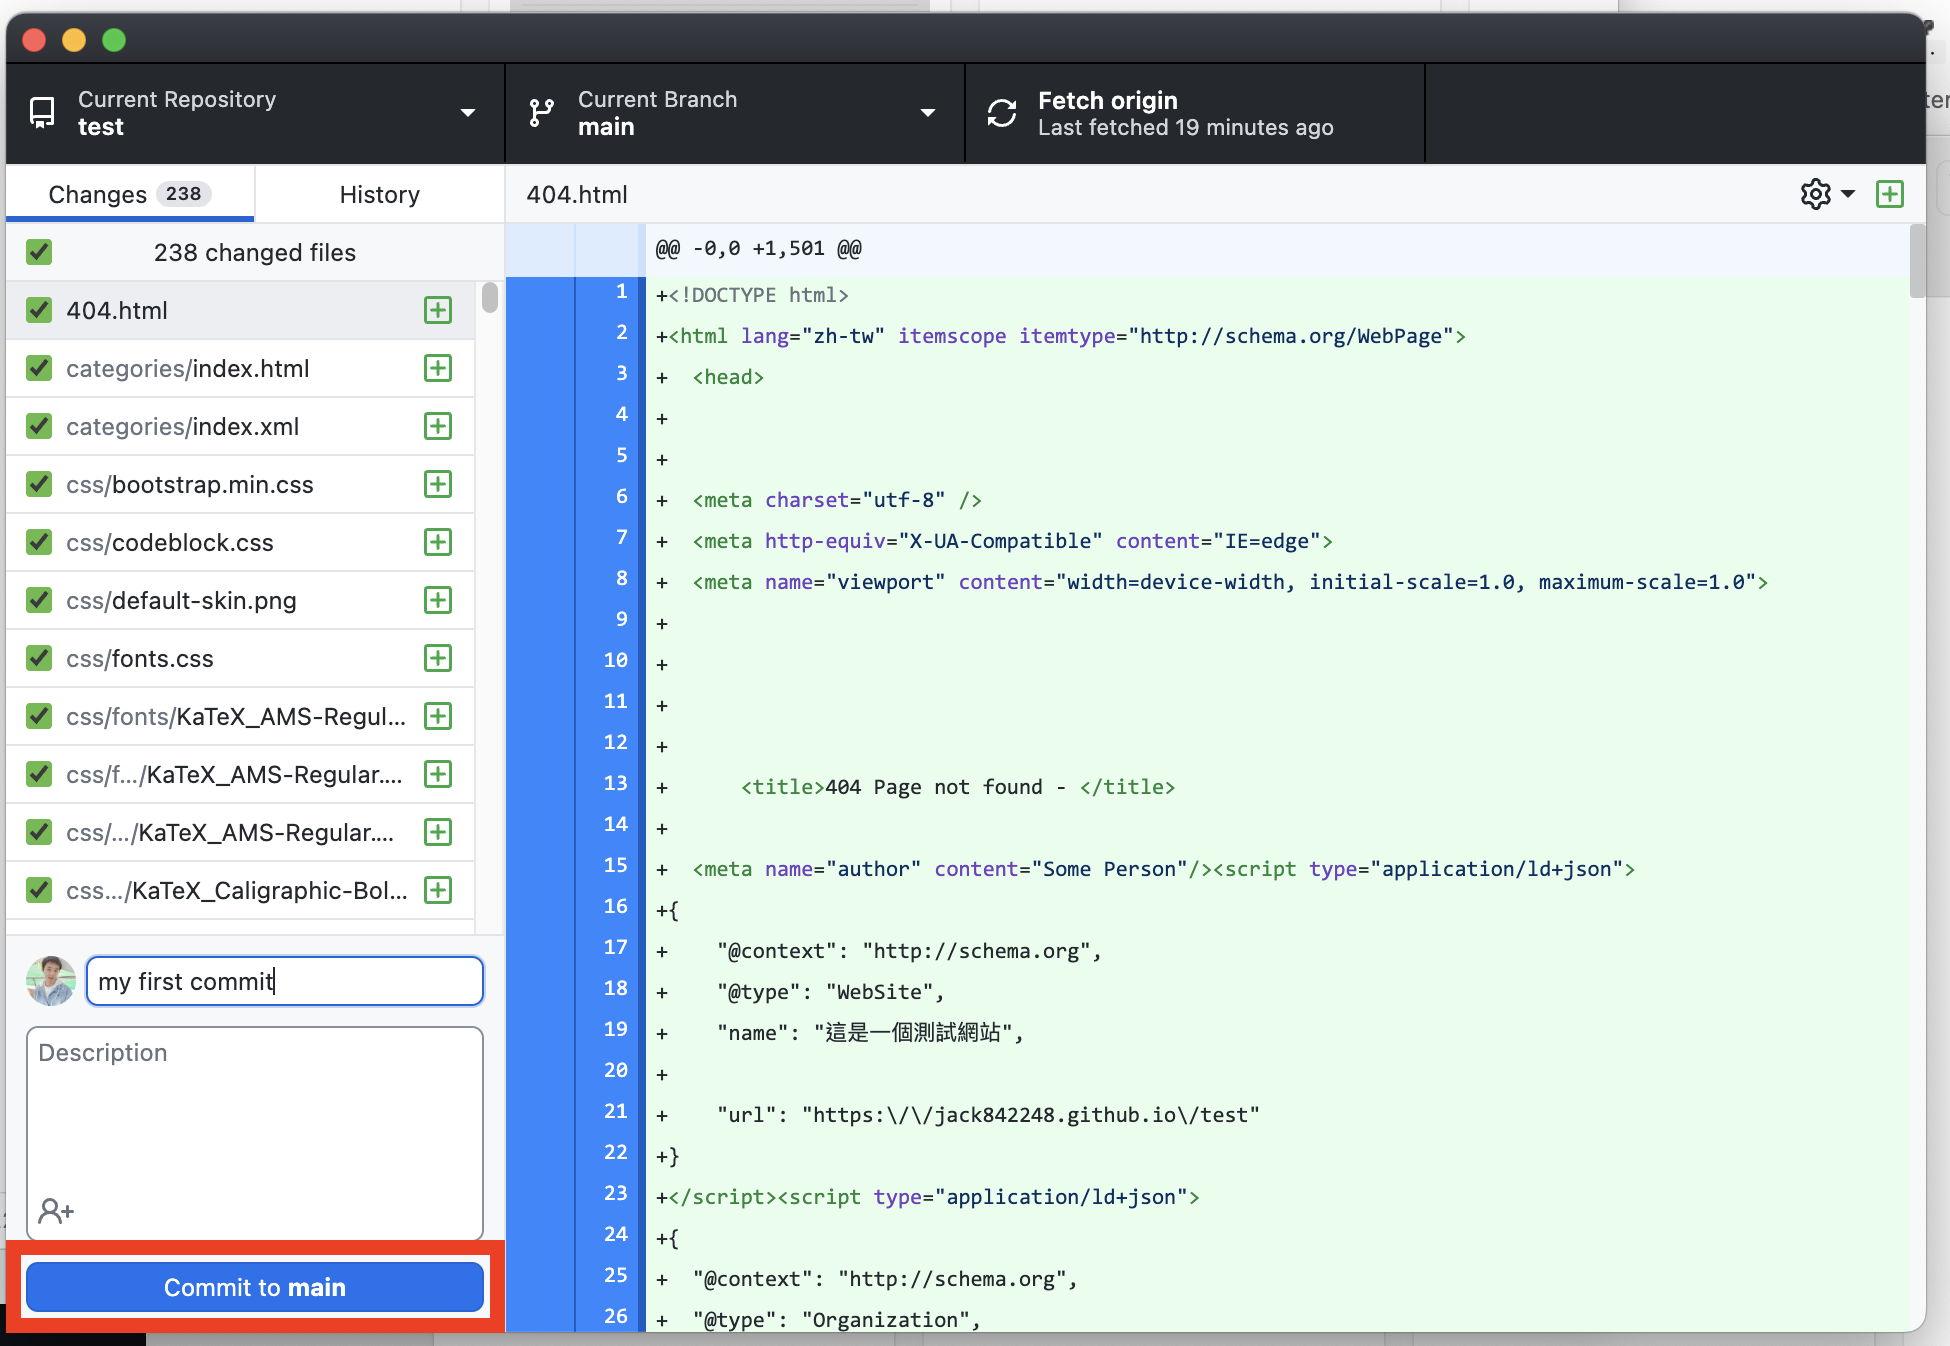 Current Repository
test
Current Branch
main
Fetch origin
Last fetched 19 minutes ago
Changes 238
History
404.html
238 changed files
404.html
categories/index.html
categories/index.xml
css/bootstrap.min.css
css/codeblock.css
css/default-skin.png
css/fonts.css
css/fonts/KaTeX_AMS-Regul...
css/f.../KaTeX_AMS-Regular....
css/.../KaTeX_AMS-Regular....
css.../KaTeX_Caligraphic-Bol...
my first commit
Description
Commit to main
@@ -0,0 +1,501 @@
1 +<!DOCTYPE html>
2 +<html lang="zh-tw" itemscope itemtype="http://schema.org/WebPage">
3 +  <head>
4 +
5 +
6 +  <meta charset="utf-8" />
7 +  <meta http-equiv="X-UA-Compatible" content="IE=edge">
8 +  <meta name="viewport" content="width=device-width, initial-scale=1.0, maximum-scale=1.0">
9 +
10 +
11 +
12 +
13 +      <title>404 Page not found - </title>
14 +
15 +  <meta name="author" content="Some Person"/><script type="application/ld+json">
16 +{
17 +    "@context": "http://schema.org",
18 +    "@type": "WebSite",
19 +    "name": "這是一個測試網站",
20 +
21 +    "url": "https:\/\/jack842248.github.io\/test"
22 +}
23 +</script><script type="application/ld+json">
24 +{
25 +  "@context": "http://schema.org",
26 +  "@type": "Organization",